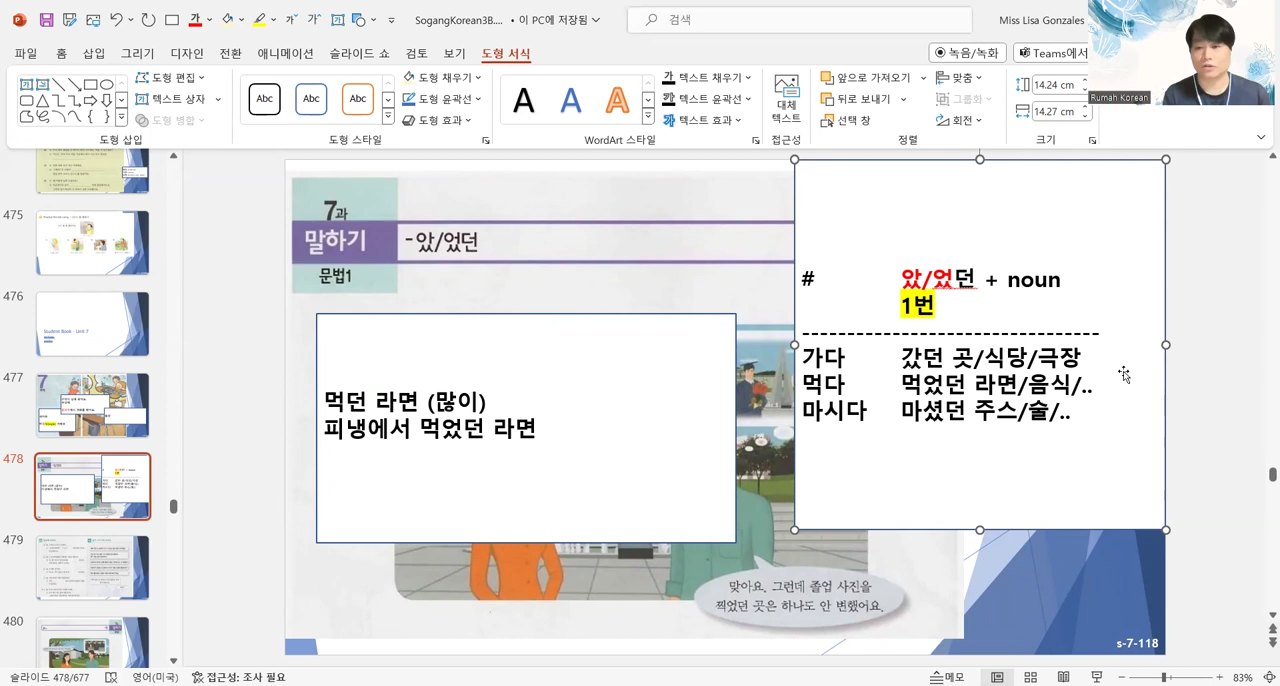 SogangKorean3B.... • 이 PC에 저장됨
검색
Miss Lisa Gonzales
파일 홈 삽입 그리기 디자인 전환 애니메이션 슬라이드 쇼 검토 보기 도형 서식
녹음/녹화
Teams에서
Rumah Korean
도형 편집
텍스트 상자
도형 병합
도형 삽입
Abc Abc Abc
도형 채우기
도형 윤곽선
도형 스타일
텍스트 채우기
텍스트 윤곽선
텍스트 효과
WordArt 스타일
대체
텍스트
접근성
앞으로 가져오기
뒤로 보내기
선택 창
맞춤
그룹화
회전
정렬
14.24 cm
14.27 cm
크기
475
476
Student Book - Unit 7
477
478
479
480
7과
말하기
-았/었던
문법1
먹던 라면 (많이)
피냉에서 먹었던 라면
# 았/었던 + noun
1번
---------------------------------
가다 갔던 곳/식당/극장
먹다 먹었던 라면/음식/..
마시다 마셨던 주스/술/..
맞아요. 그런데 졸업 사진을
찍었던 곳은 하나도 안 변했어요.
s-7-118
슬라이드 478/677
영어(미국)
접근성: 조사 필요
메모
83%